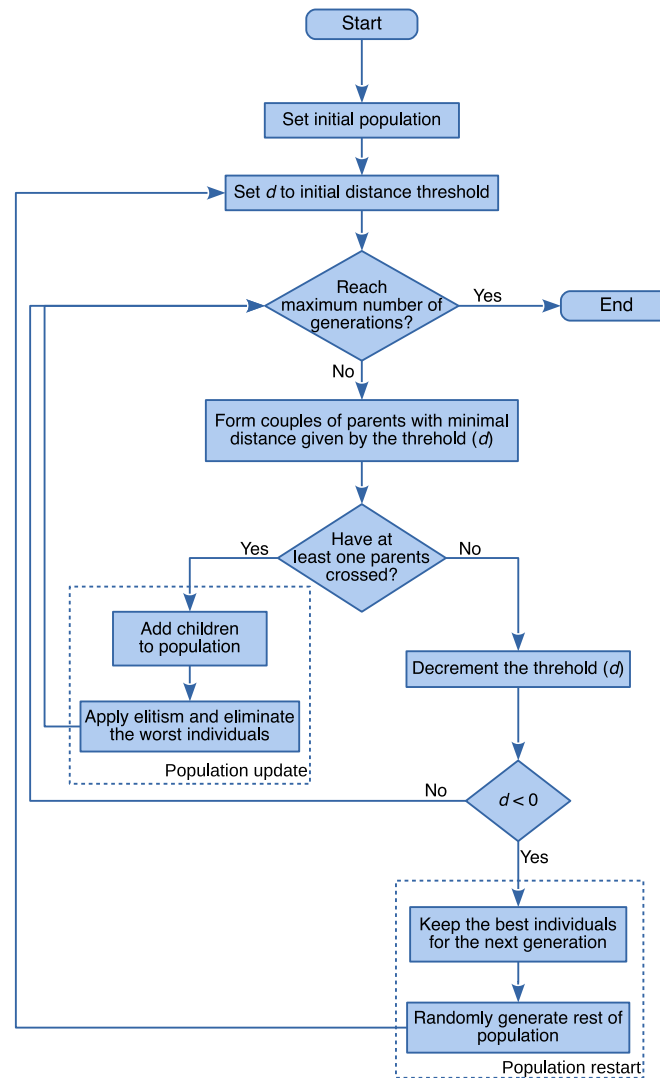 Start
Set initial population
Set d to initial distance threshold
Reach
maximum number of
generations?
Yes
End
No
Form couples of parents with minimal
distance given by the threhold (d)
Have at
least one parents
crossed?
Yes
No
Add children
to population
Decrement the threhold (d)
Apply elitism and eliminate
the worst individuals
Population update
No
d < 0
Yes
Keep the best individuals
for the next generation
Randomly generate rest of
population
Population restart